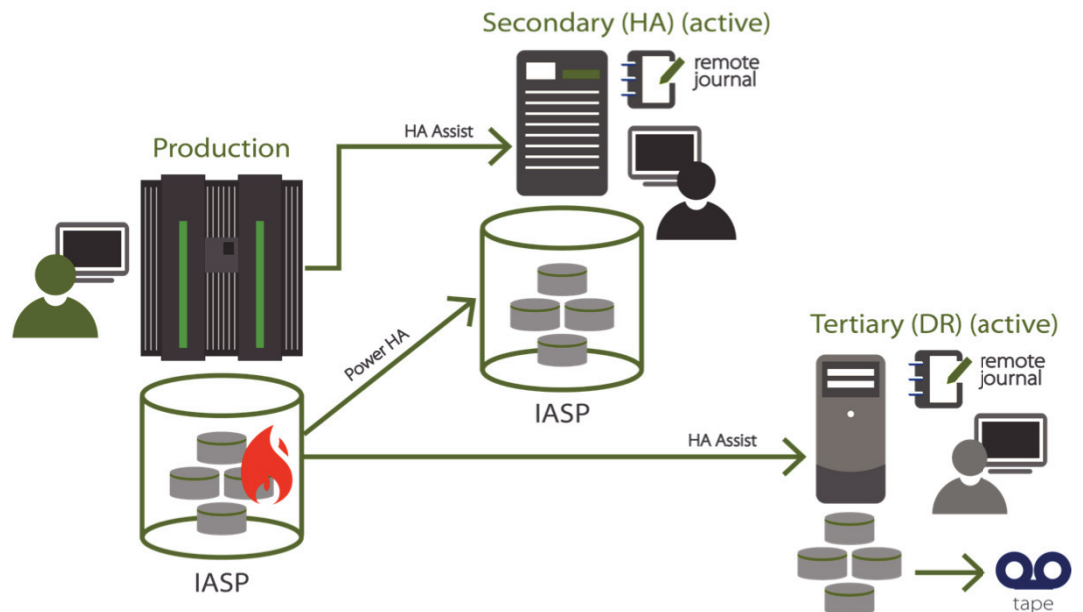 Secondary (HA) (active)
remote
journal
HA Assist
Production
Power HA
IASP
Tertiary (DR) (active)
remote
journal
HA Assist
IASP
tape